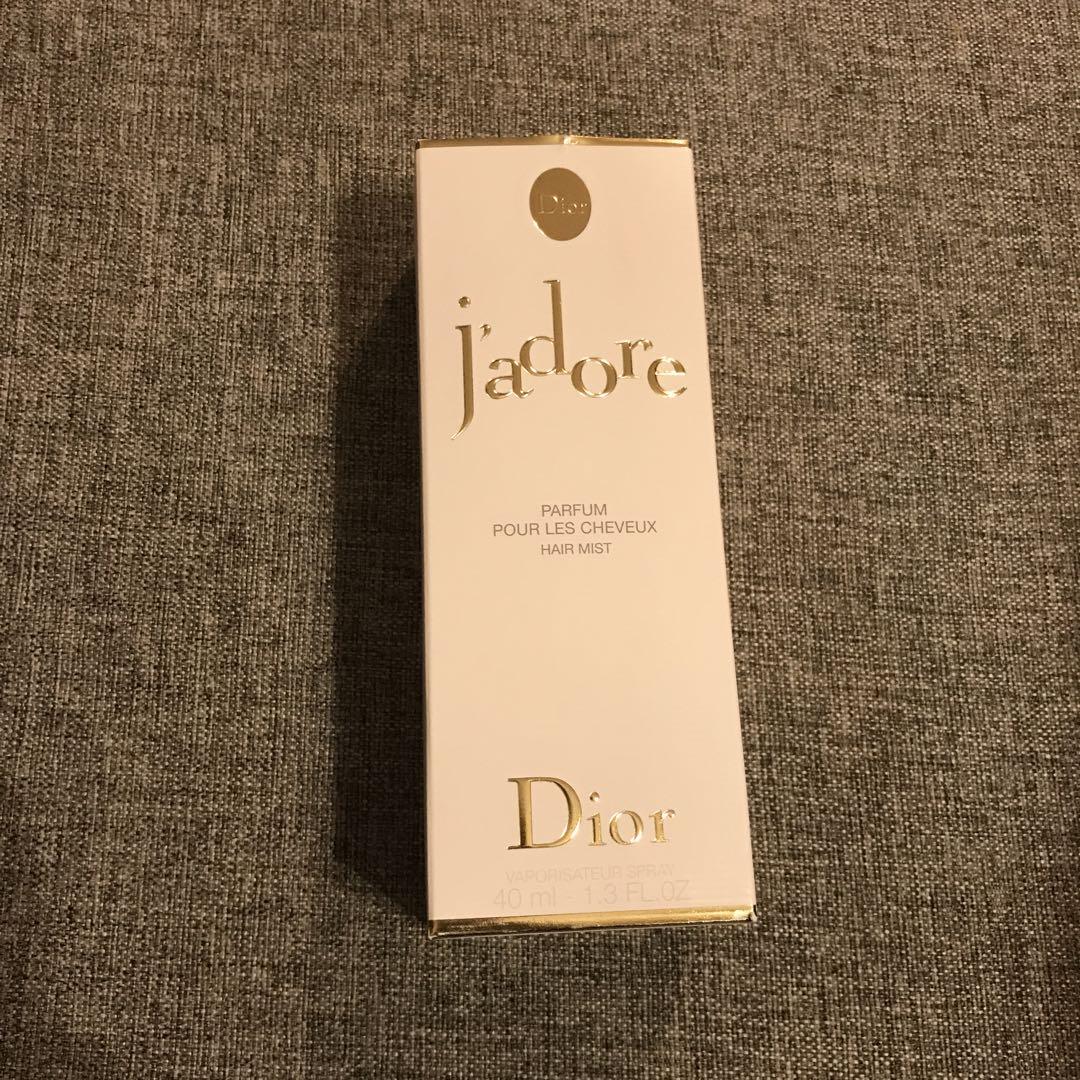 Dior
j'adore
PARFUM
POUR LES CHEVEUX
HAIR MIST
Dior
VAPORISATEUR SPRAY
40 ml - 1.3 FL.OZ